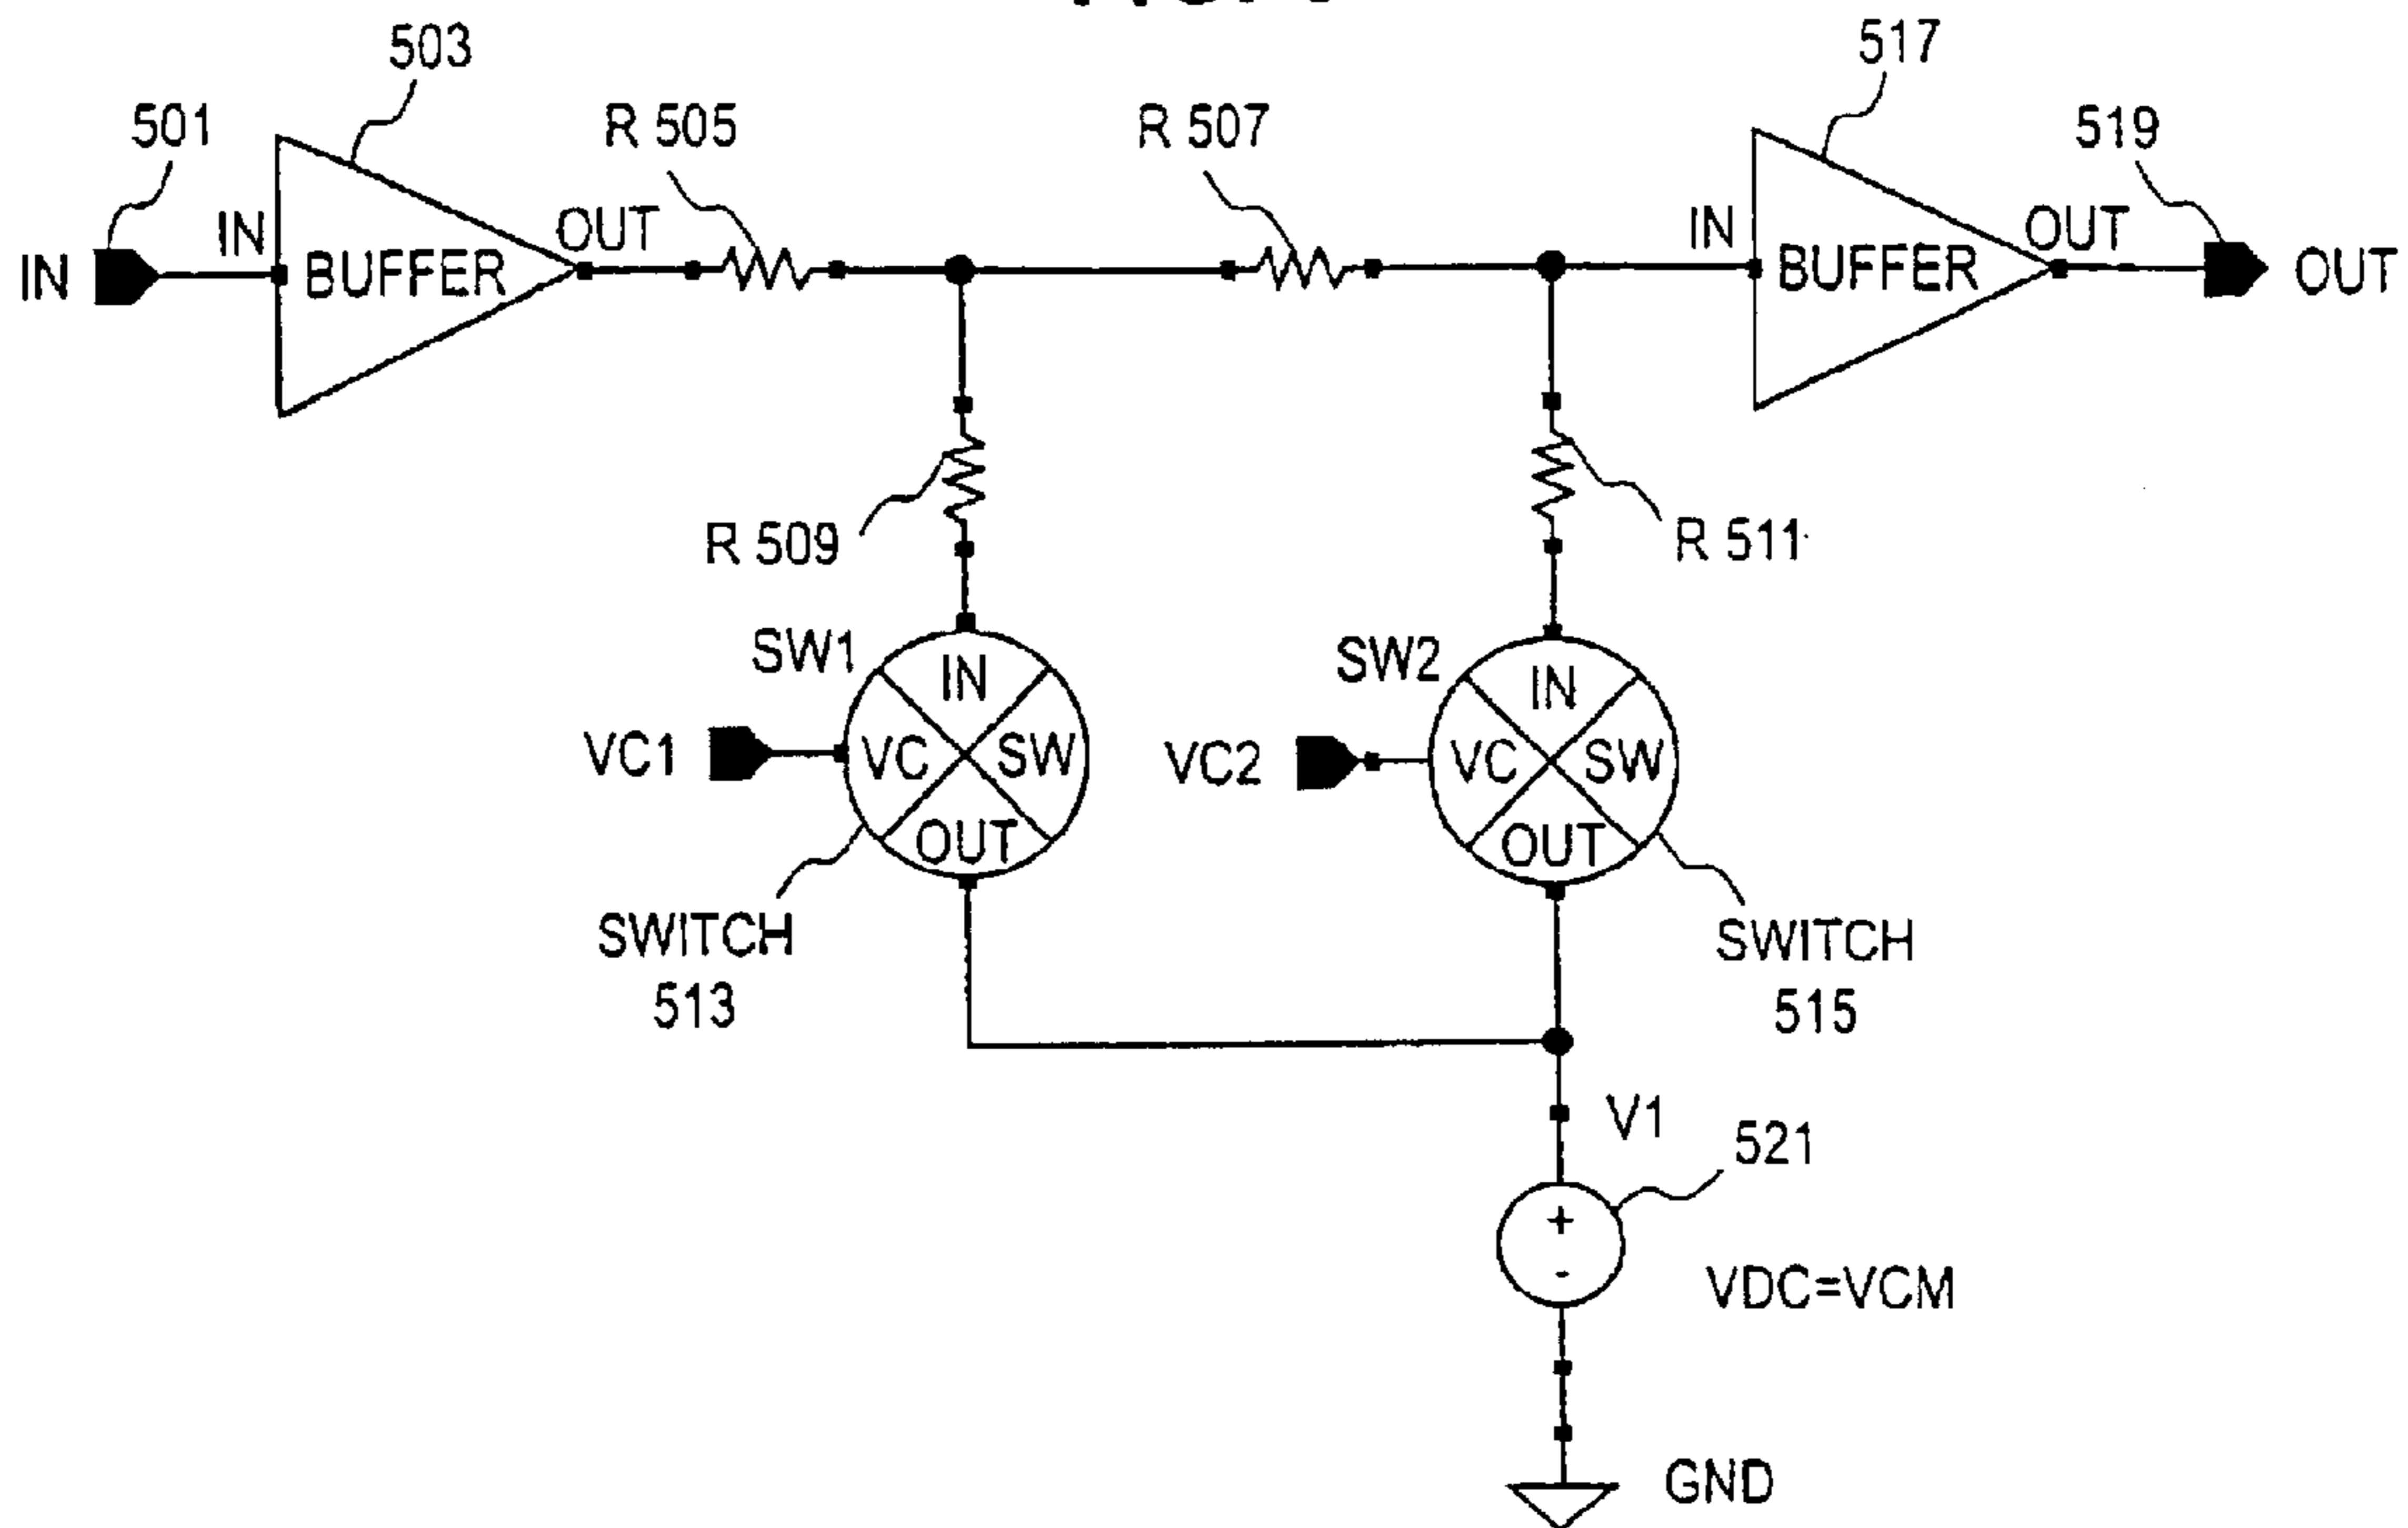 503
517
501
R 505
R 507
519
IN
IN
BUFFER
OUT
IN
BUFFER
OUT
OUT
R 509
R 511
SW1
IN
VC
SW
OUT
VC1
SW2
IN
VC
SW
OUT
VC2
SWITCH
513
SWITCH
515
V1
521
+
-
VDC=VCM
GND